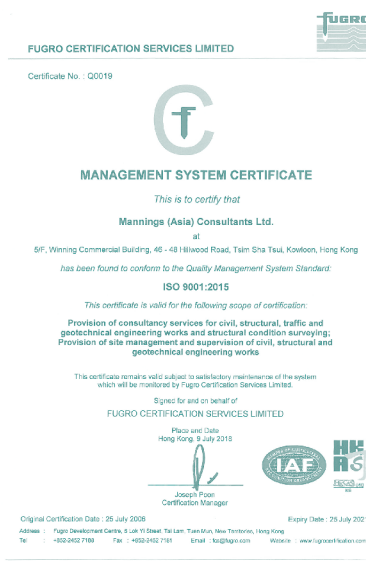 FUGRO
FUGRO CERTIFICATION SERVICES LIMITED
Certificate No. : Q0019
MANAGEMENT SYSTEM CERTIFICATE
This is to certify that
Mannings (Asia) Consultants Ltd.
at
5/F, Winning Commercial Building, 46 - 48 Hillwood Road, Tsim Sha Tsui, Kowloon, Hong Kong
has been found to conform to the Quality Management System Standard:
ISO 9001:2015
This certificate is valid for the following scope of certification:
Provision of consultancy services for civil, structural, traffic and
geotechnical engineering works and structural condition surveying;
Provision of site management and supervision of civil, structural and
geotechnical engineering works
This certificate remains valid subject to satisfactory maintenance of the system
which will be monitored by Fugro Certification Services Limited.
Signed for and on behalf of
FUGRO CERTIFICATION SERVICES LIMITED
Place and Date
Hong Kong, 9 July 2018
IAF
HK
AS
Joseph Poon
Certification Manager
Original Certification Date : 25 July 2006
Expiry Date : 25 July 202
Address : Fugro Development Centre, 5 Lok Yi Street, Tai Lam, Tuen Mun, New Territories, Hong Kong
Tel : +852-2452 7100 Fax : +852-2452 7161 Email : fcs@fugro.com Website : www.fugrocertification.com